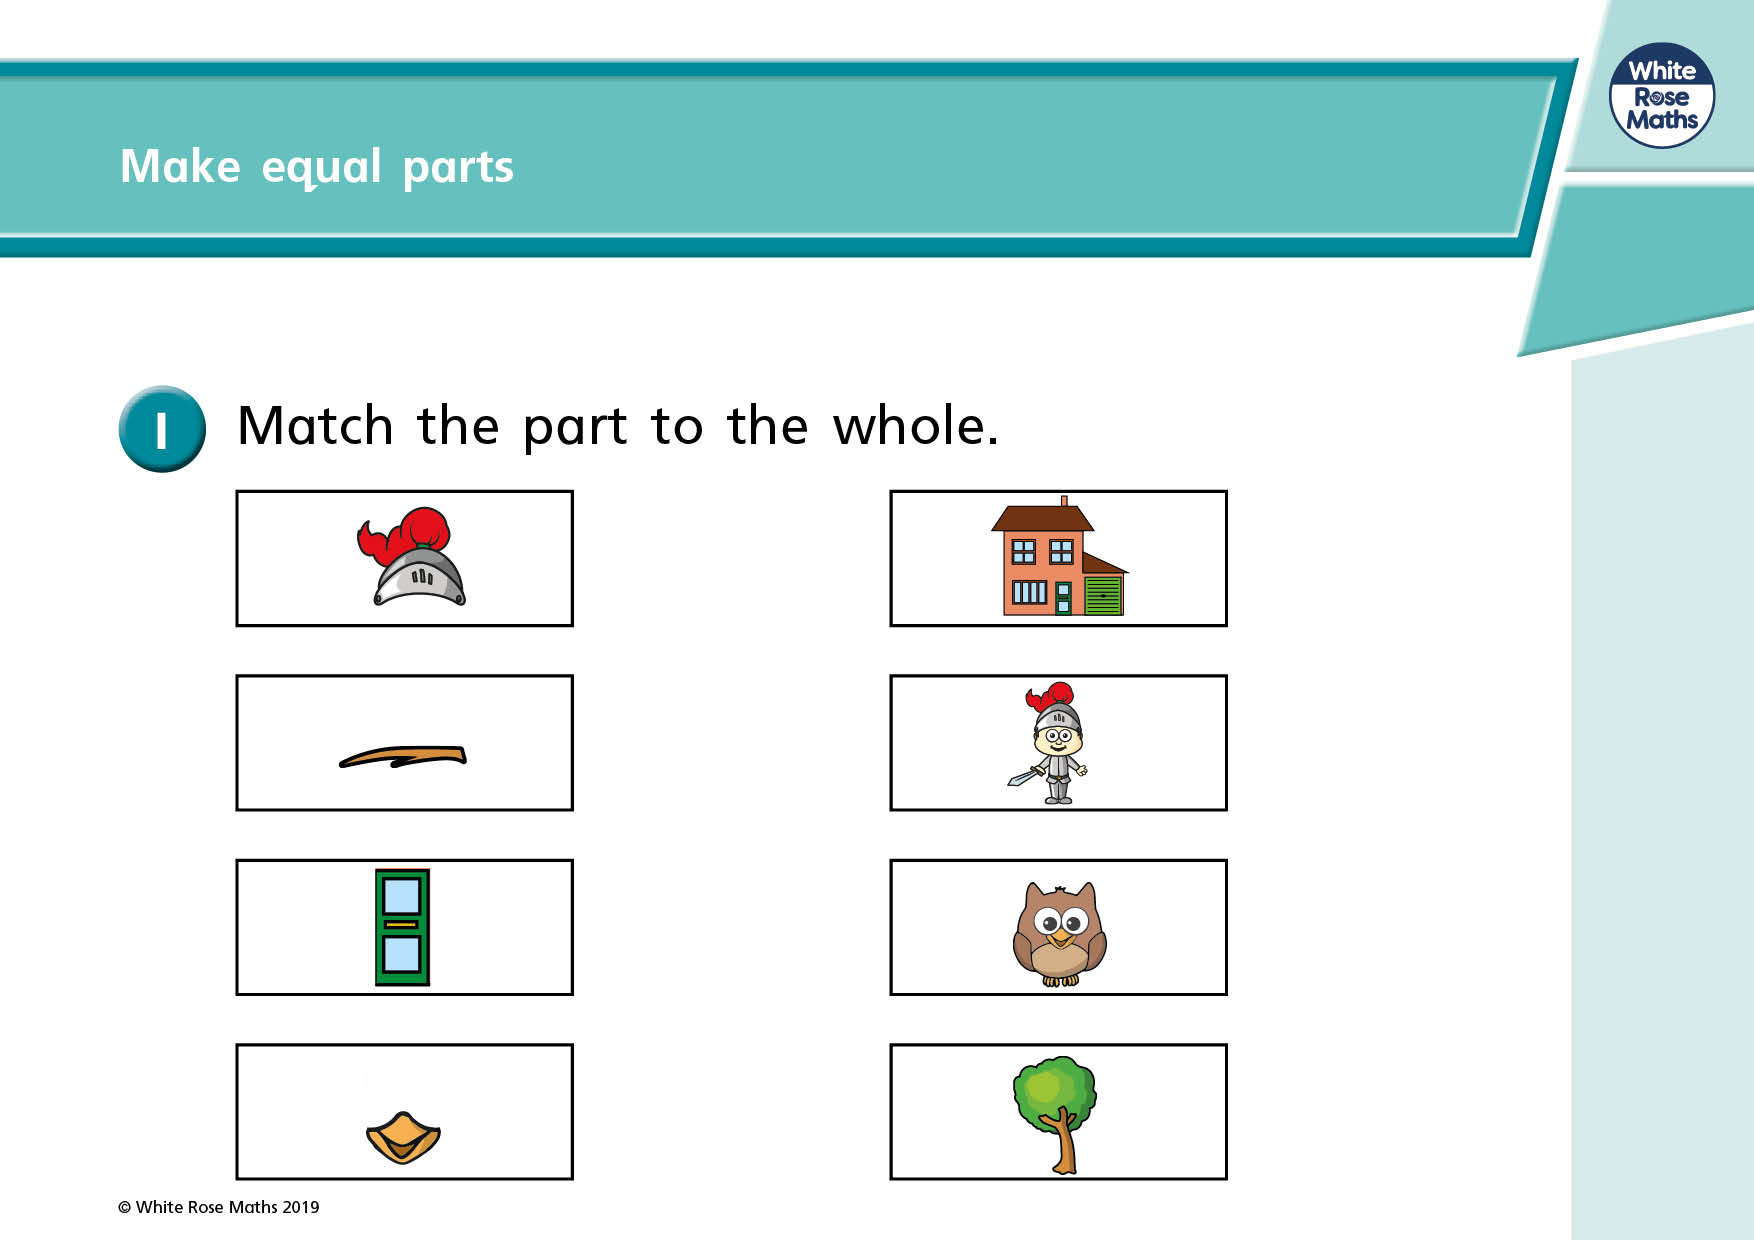 White
Rose
Maths
Make equal parts
1 Match the part to the whole.
© White Rose Maths 2019